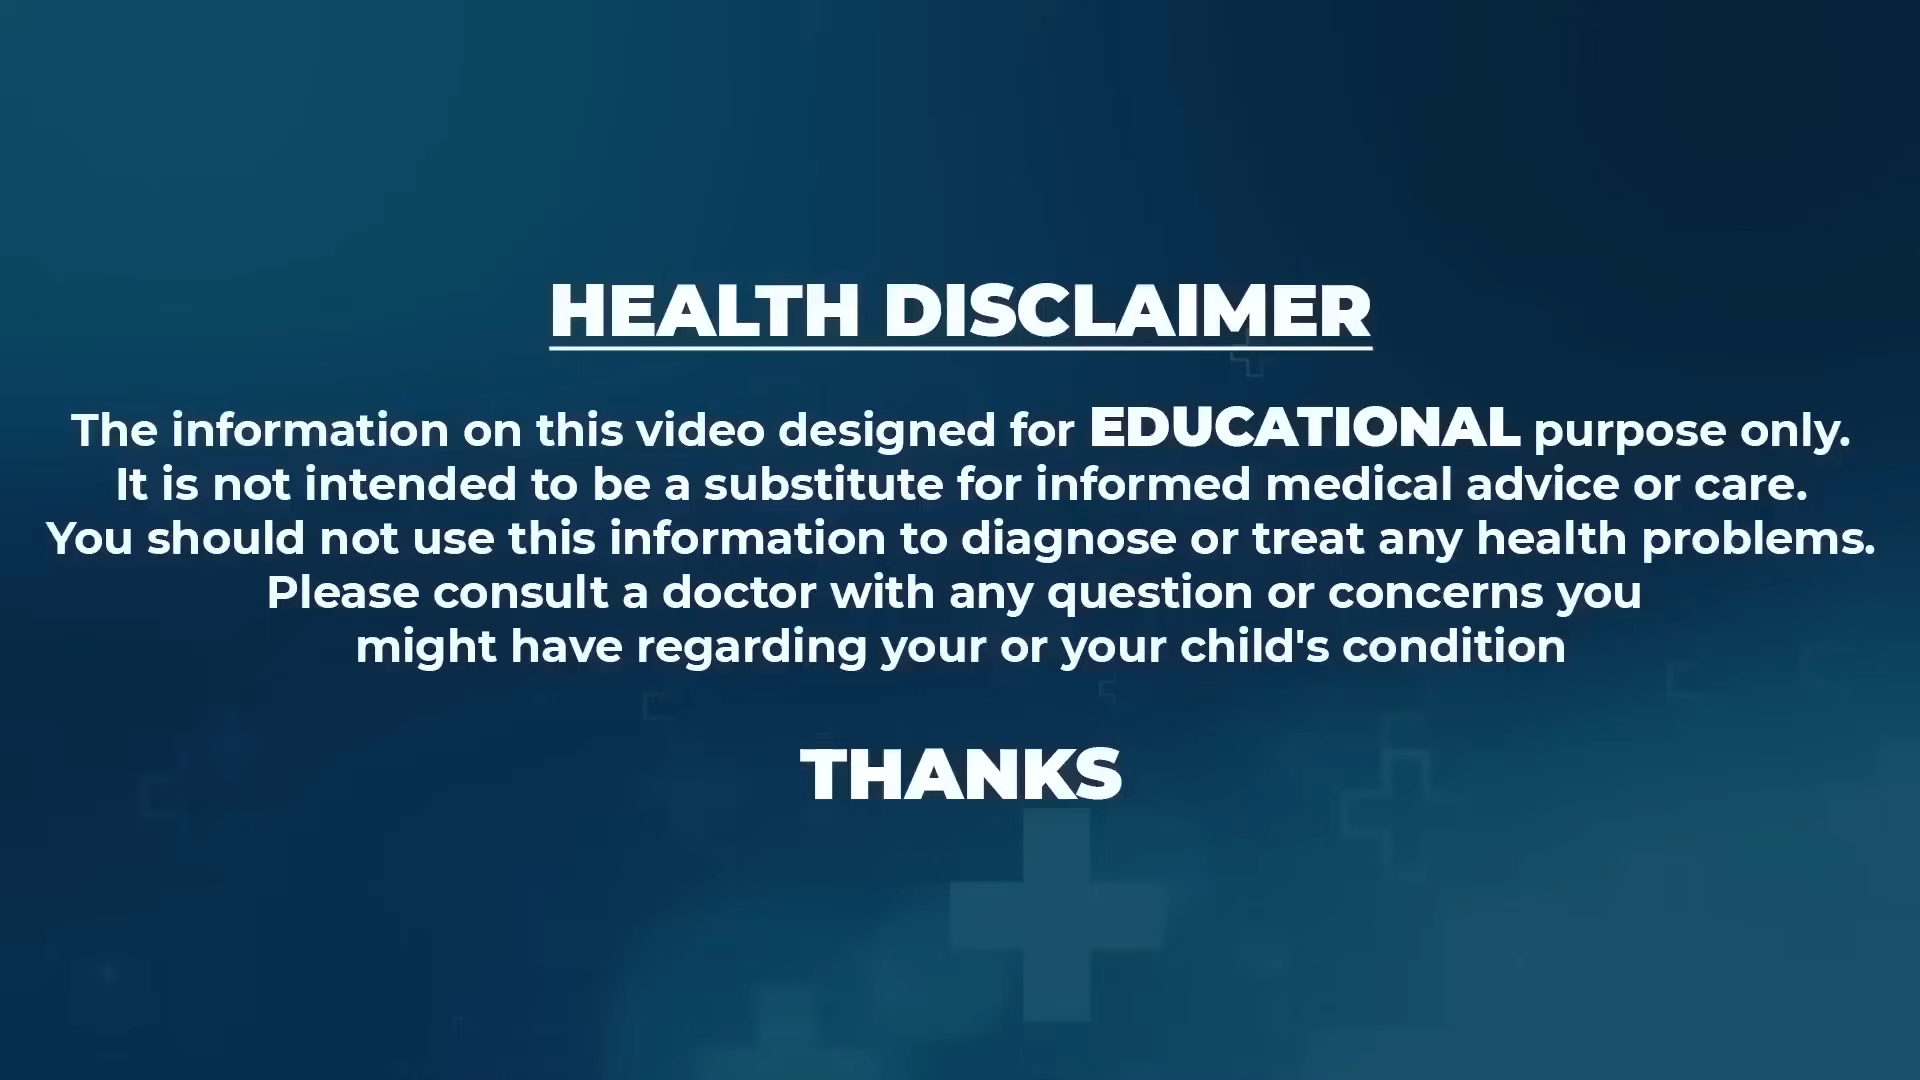 HEALTH DISCLAIMER
The information on this video designed for EDUCATIONAL purpose only.
It is not intended to be a substitute for informed medical advice or care.
You should not use this information to diagnose or treat any health problems.
Please consult a doctor with any question or concerns you
might have regarding your or your child's condition
THANKS